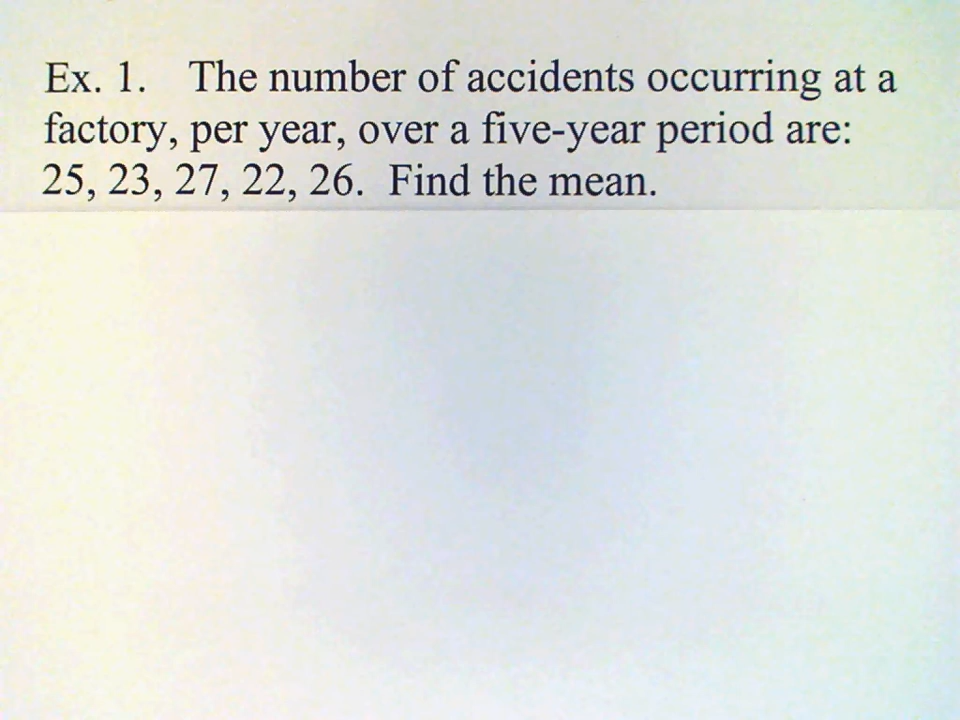 Ex. 1. The number of accidents occurring at a
factory, per year, over a five-year period are:
25, 23, 27, 22, 26. Find the mean.